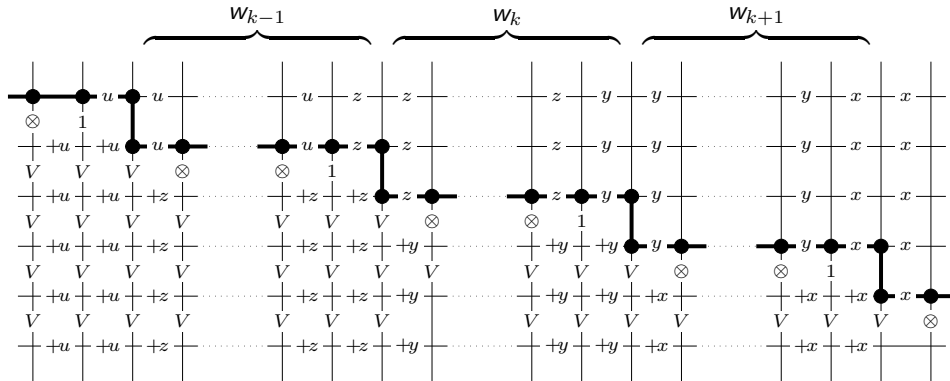 w_{k−1} w_k w_{k+1}
u u u z z z y y y x x
⊗ 1
+u +u u u z z z y y y x x
V V V ⊗ ⊗ 1
+u +u +z +z +z z z y y y x x
V V V V V V V ⊗ ⊗ 1
+u +u +z +z +z +y +y +y y y x x
V V V V V V V V V V V ⊗ ⊗ 1
+u +u +z +z +z +y +y +y +x +x +x x
V V V V V V V V V V V V V ⊗
+u +u +z +z +z +y +y +y +x +x +x